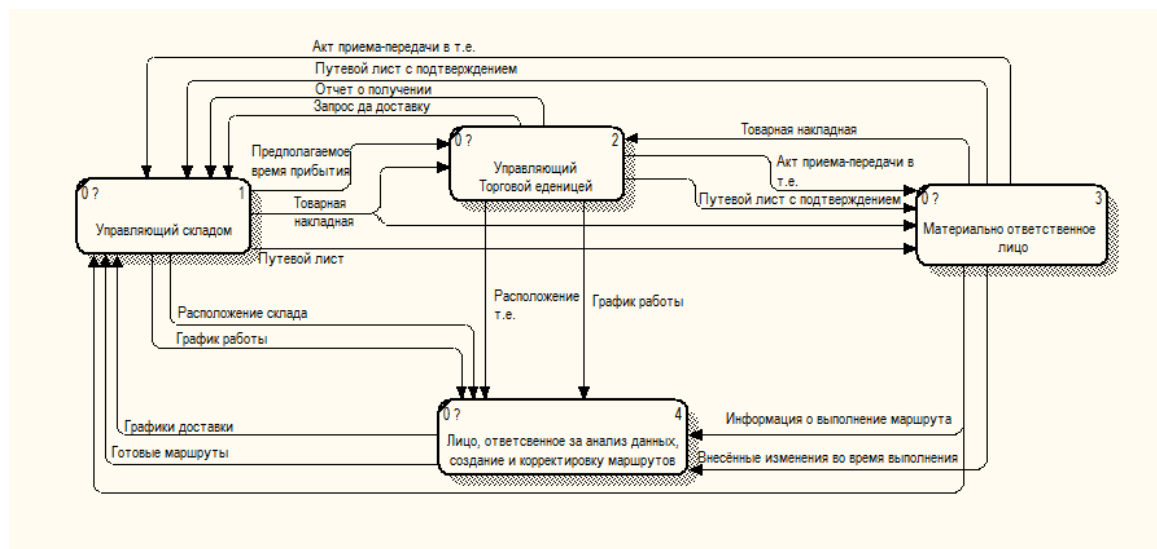 Акт приема-передачи в т.е.
Путевой лист с подтверждением
Отчет о получении
Запрос да доставку
Предполагаемое
время прибытия
Товарная
накладная
Путевой лист
0 ?
1
Управляющий складом
0 ?
2
Управляющий
Торговой еденицей
Товарная накладная
Акт приема-передачи в
т.е.
Путевой лист с подтверждением
0 ?
3
Материально ответственное
лицо
Расположение склада
График работы
Расположение
т.е.
График работы
Графики доставки
Готовые маршруты
0 ?
4
Лицо, ответсвенное за анализ данных,
создание и корректировку маршрутов
Информация о выполнение маршрута
Внесённые изменения во время выполнения